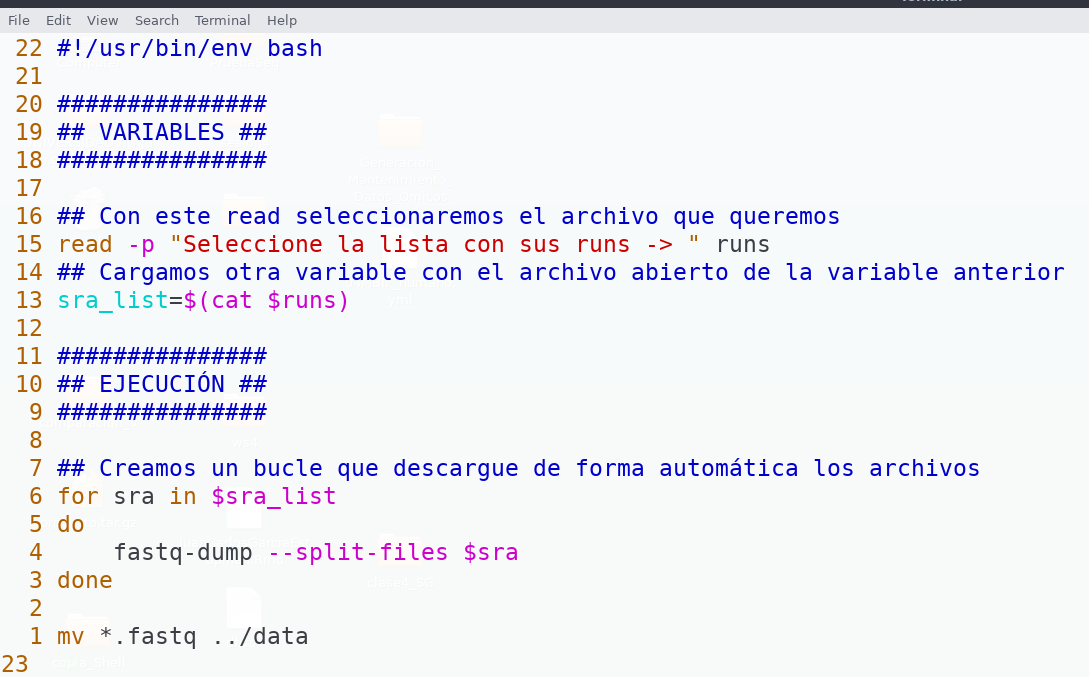 File Edit View Search Terminal Help
22 #!/usr/bin/env bash
21
20 ###############
19 ## VARIABLES ##
18 ###############
17
16 ## Con este read seleccionaremos el archivo que queremos
15 read -p "Seleccione la lista con sus runs -> " runs
14 ## Cargamos otra variable con el archivo abierto de la variable anterior
13 sra_list=$(cat $runs)
12
11 ###############
10 ## EJECUCIÓN ##
9 ###############
8
7 ## Creamos un bucle que descargue de forma automática los archivos
6 for sra in $sra_list
5 do
4     fastq-dump --split-files $sra
3 done
2
1 mv *.fastq ../data
23